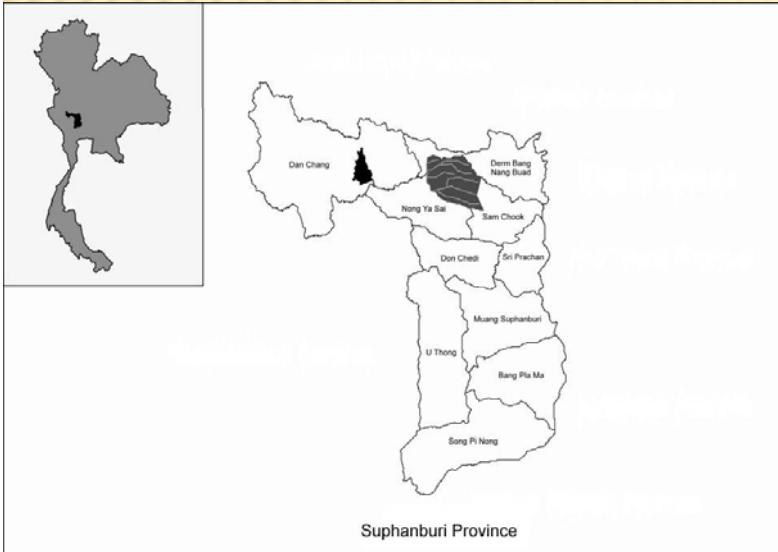 Dan Chang
Derm Bang
Nang Buad
Nong Ya Sai
Sam Chook
Don Chedi
Sri Prachan
Muang Suphanburi
U Thong
Bang Pla Ma
Song Pi Nong
Suphanburi Province